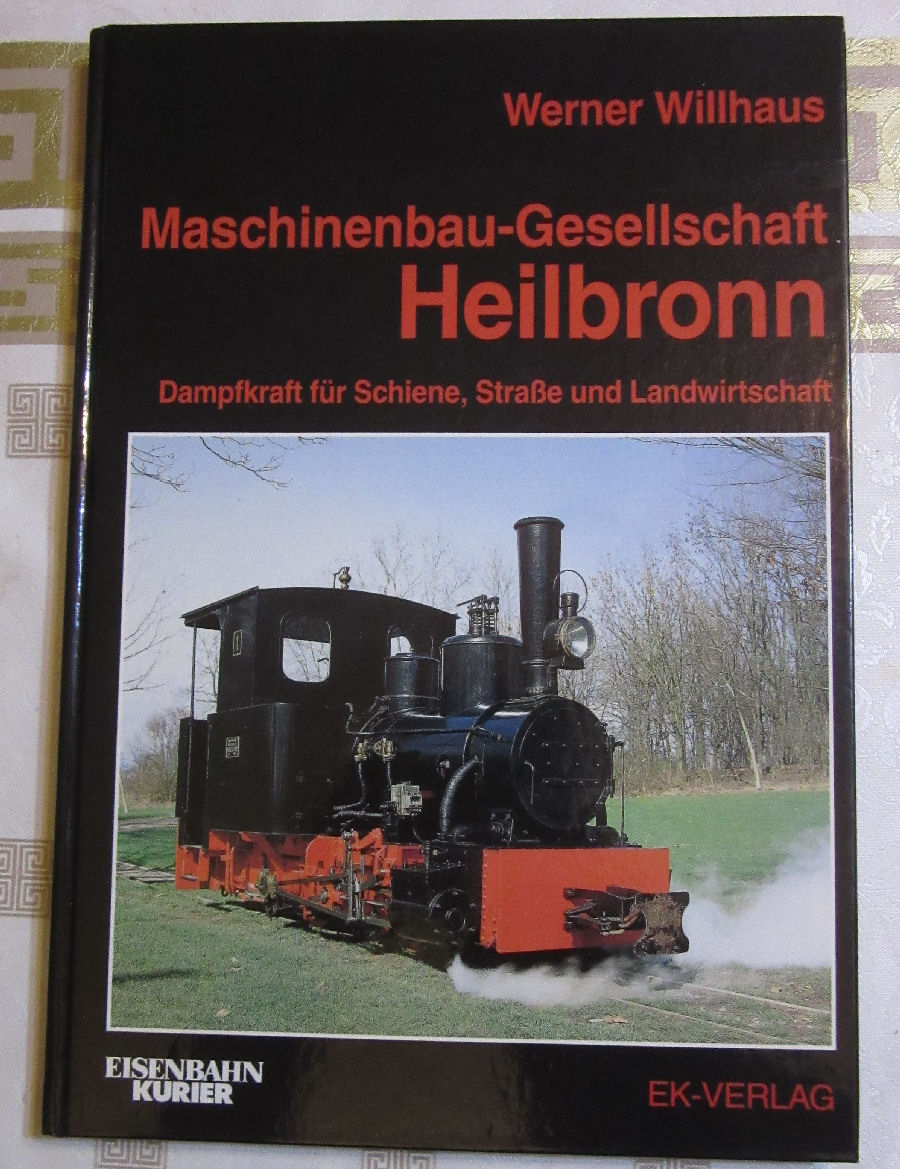 Werner Willhaus
Maschinenbau-Gesellschaft
Heilbronn
Dampfkraft für Schiene, Straße und Landwirtschaft
EISENBAHN
KURIER
EK-VERLAG